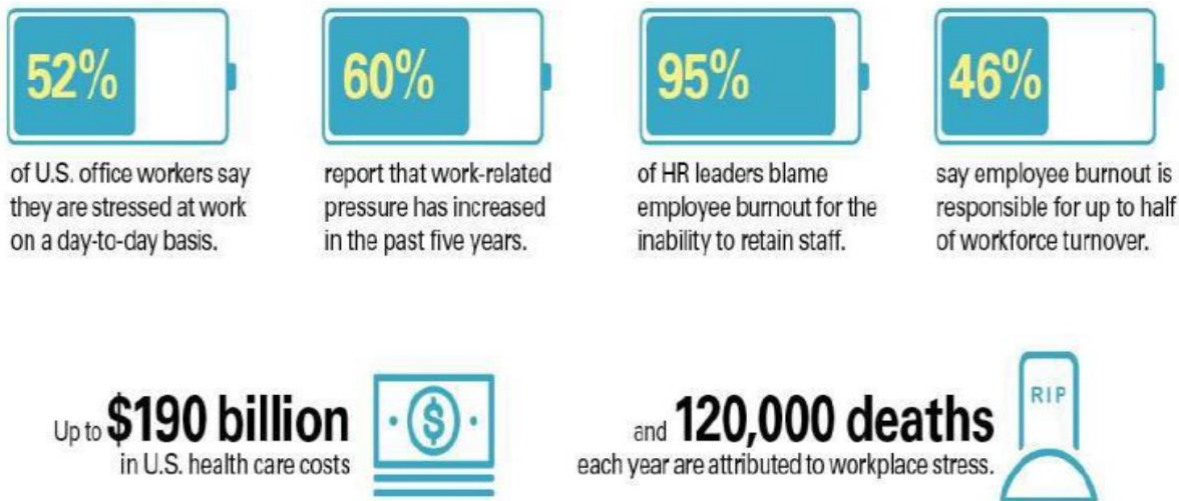 52%
of U.S. office workers say
they are stressed at work
on a day-to-day basis.
60%
report that work-related
pressure has increased
in the past five years.
95%
of HR leaders blame
employee burnout for the
inability to retain staff.
46%
say employee burnout is
responsible for up to half
of workforce turnover.
Up to $190 billion
in U.S. health care costs
$
and 120,000 deaths
each year are attributed to workplace stress.
RIP